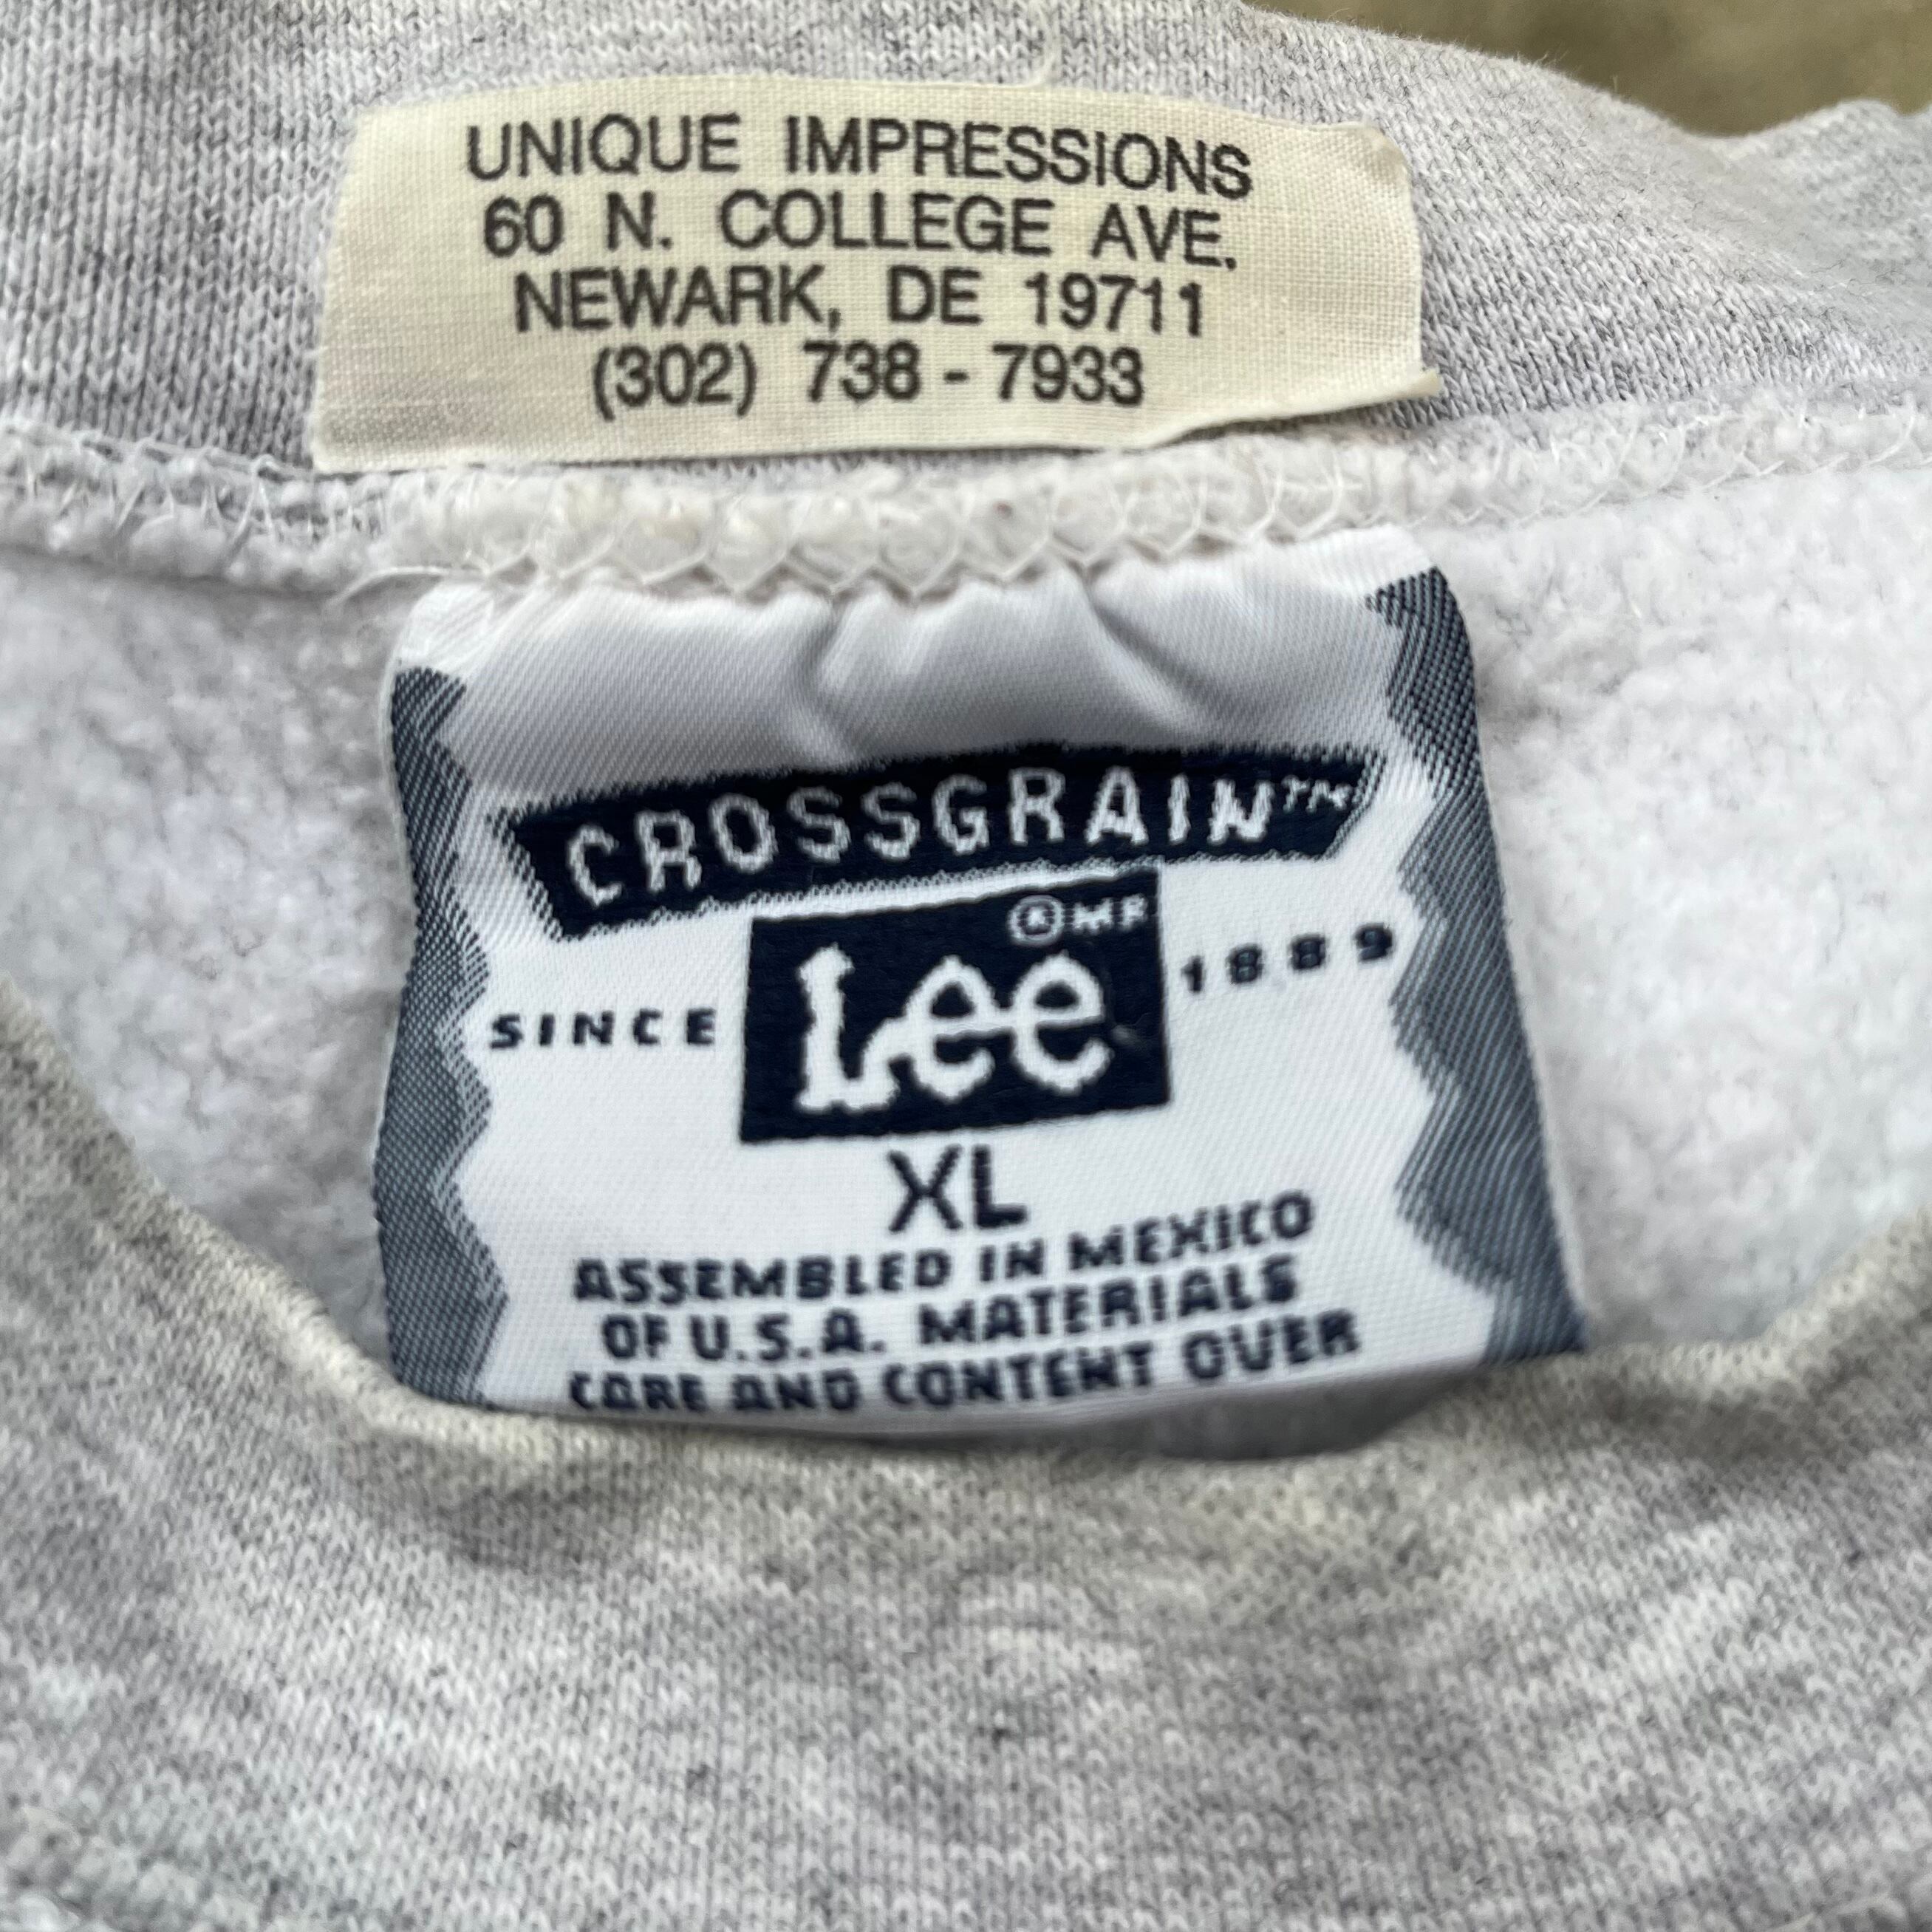 UNIQUE IMPRESSIONS
60 N. COLLEGE AVE.
NEWARK, DE 19711
(302) 738 - 7933
CROSSGRAIN™
®MR
SINCE Lee 1889
XL
ASSEMBLED IN MEXICO
OF U.S.A. MATERIALS
CARE AND CONTENT OVER